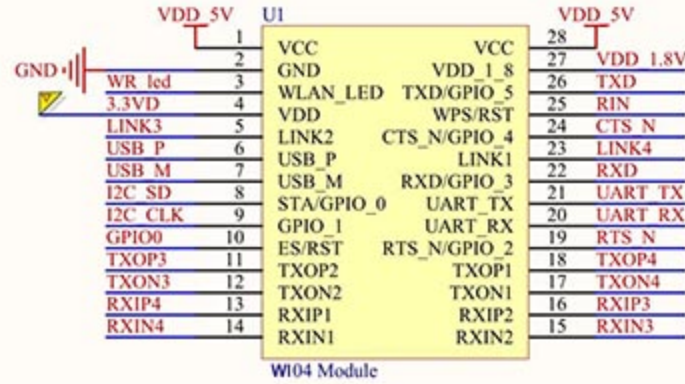 VDD_5V U1 VDD_5V
1 VCC VCC 28
GND 2 GND VDD_1_8 27 VDD_1.8V
WR_led 3 WLAN_LED TXD/GPIO_5 26 TXD
3.3VD 4 VDD WPS/RST 25 RIN
LINK3 5 LINK2 CTS_N/GPIO_4 24 CTS_N
USB_P 6 USB_P LINK1 23 LINK4
USB_M 7 USB_M RXD/GPIO_3 22 RXD
I2C_SD 8 STA/GPIO_0 UART_TX 21 UART_TX
I2C_CLK 9 GPIO_1 UART_RX 20 UART_RX
GPIO0 10 ES/RST RTS_N/GPIO_2 19 RTS_N
TXOP3 11 TXOP2 TXOP1 18 TXOP4
TXON3 12 TXON2 TXON1 17 TXON4
RXIP4 13 RXIP1 RXIP2 16 RXIP3
RXIN4 14 RXIN1 RXIN2 15 RXIN3
WI04 Module